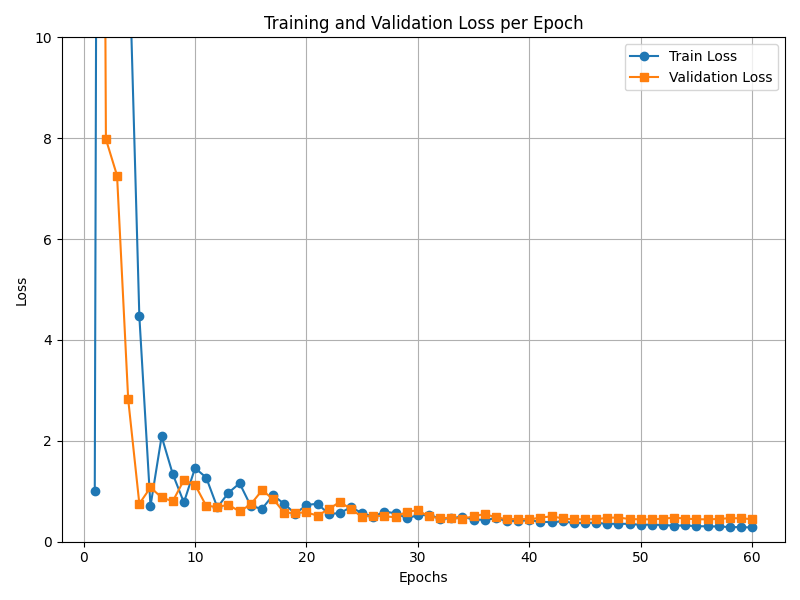 Training and Validation Loss per Epoch
Train Loss
Validation Loss
Loss
10
8
6
4
2
0
0 10 20 30 40 50 60
Epochs